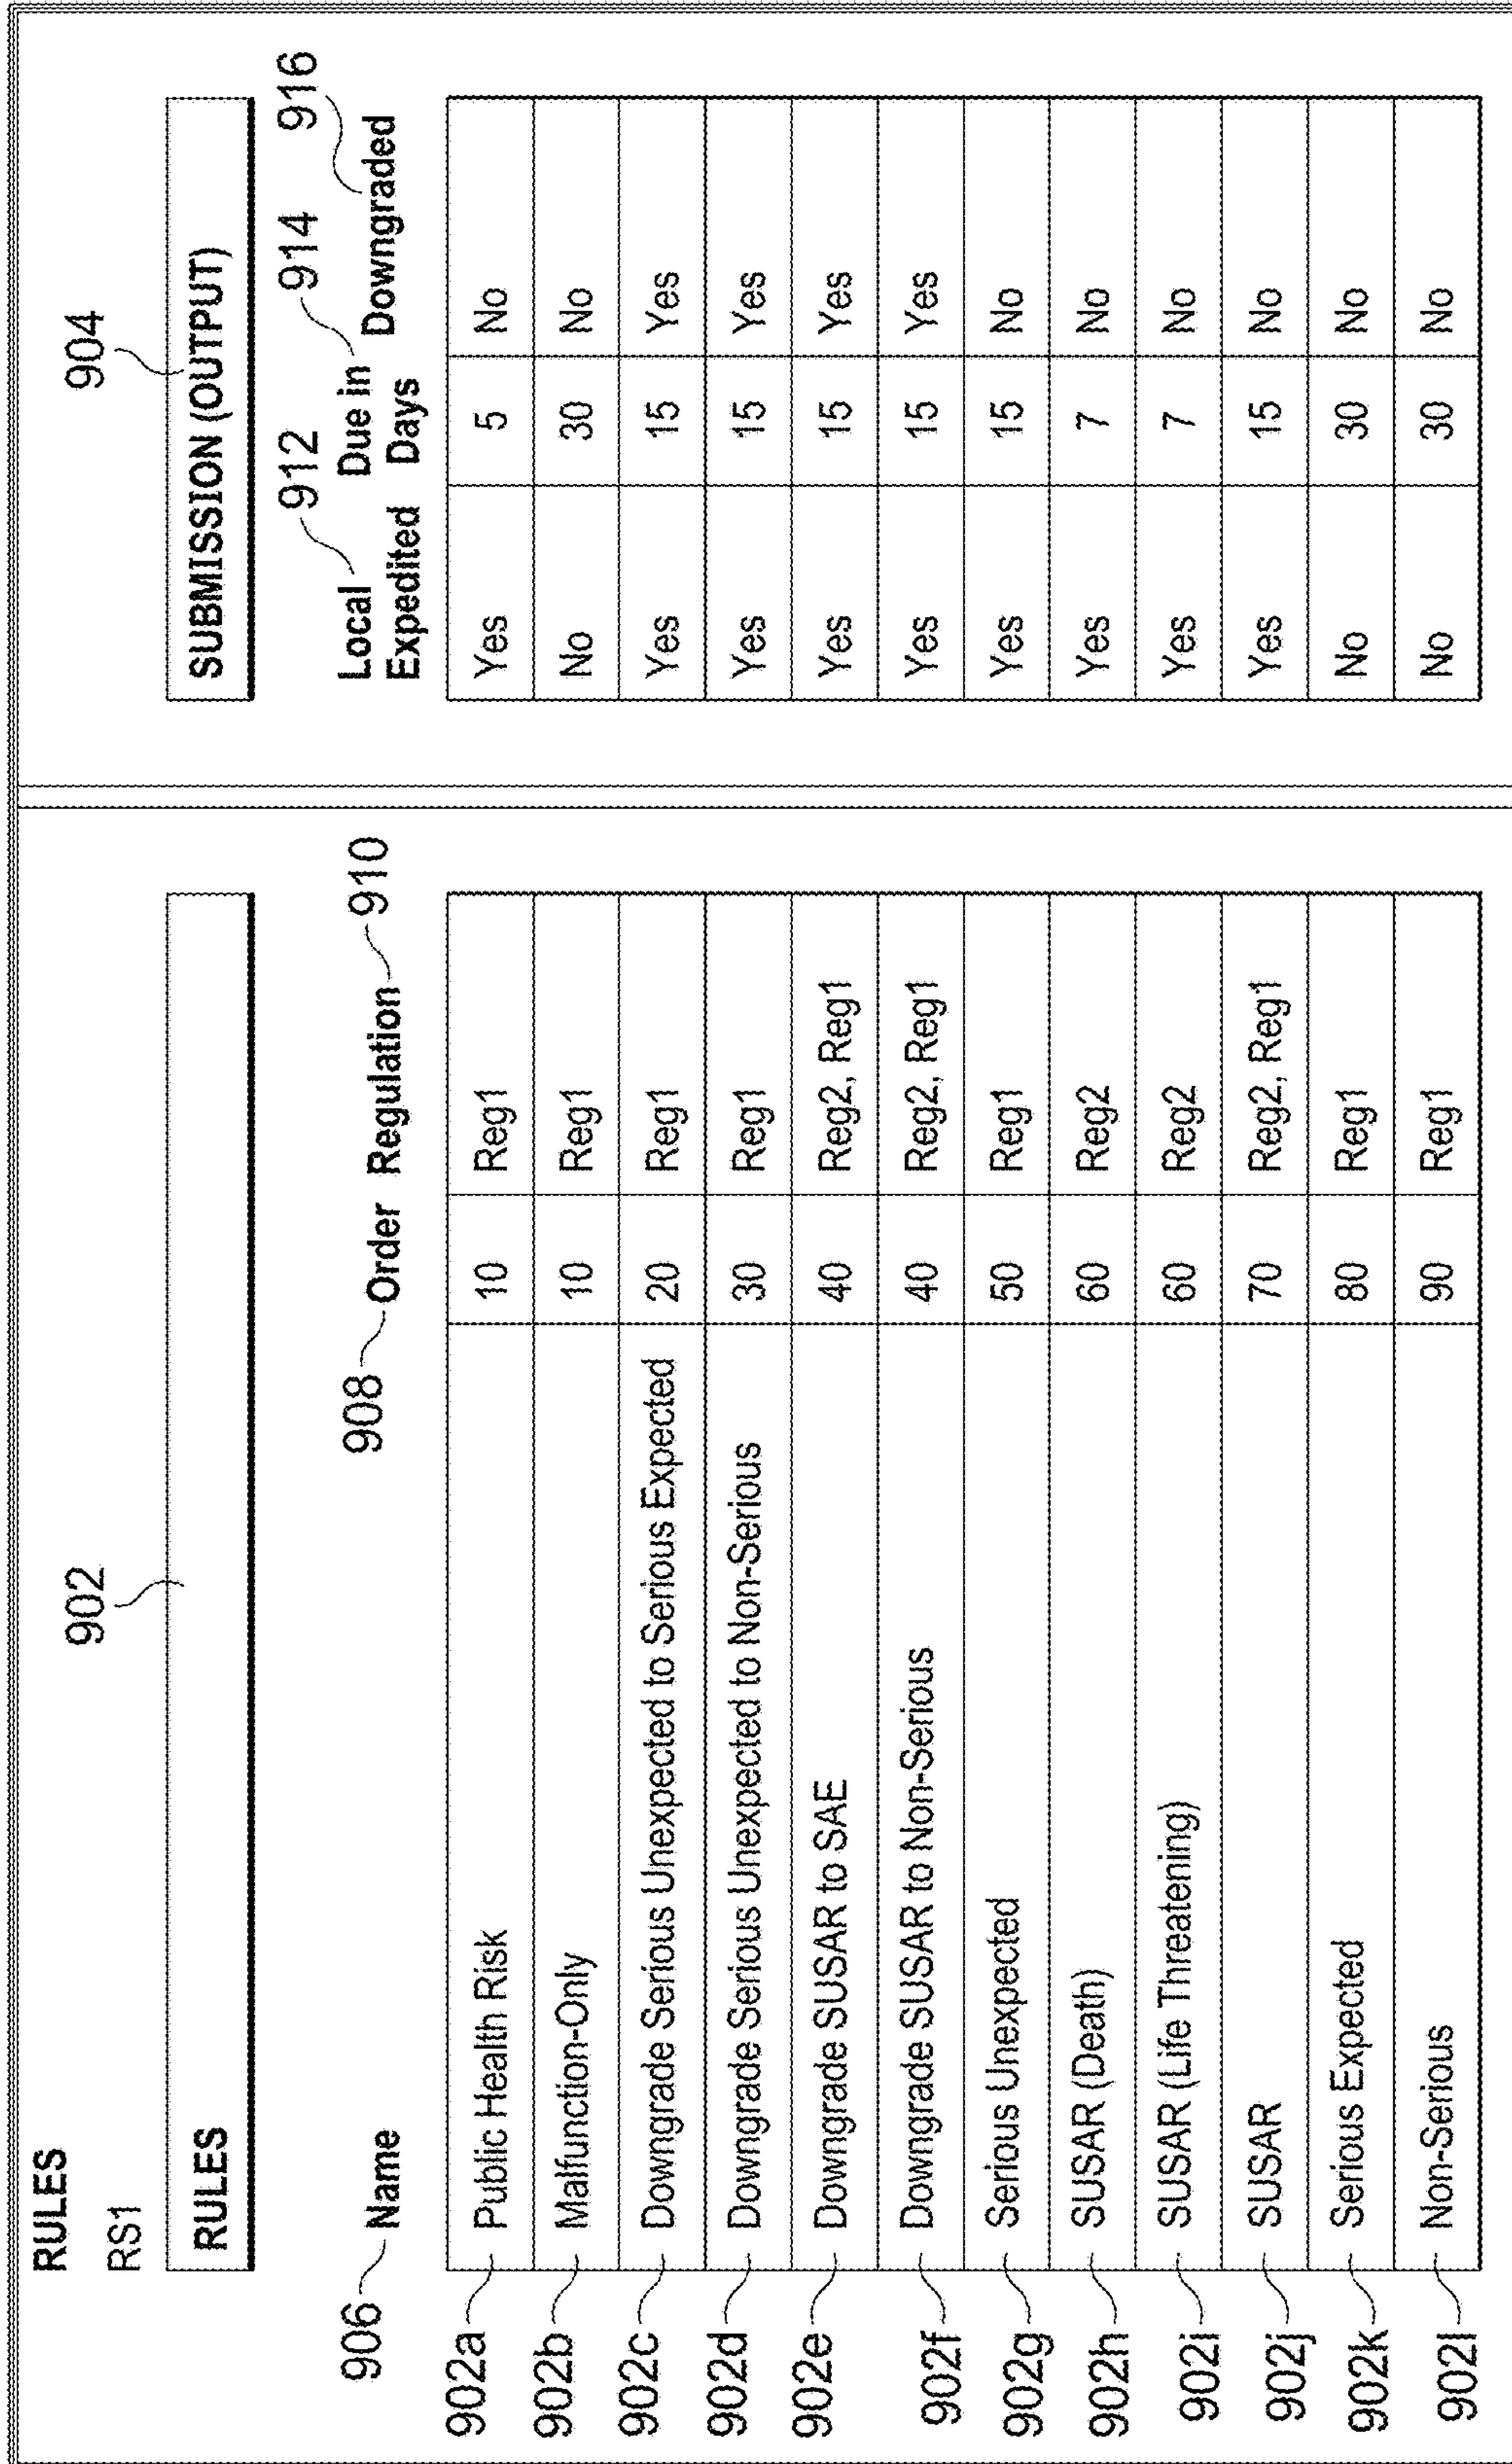 RULES
RS1
902
904
RULES
SUBMISSION (OUTPUT)
906 Name 908 Order Regulation 910 Local Expedited 912 Due in Days 914 Downgraded 916
902a Public Health Risk 10 Reg1 Yes 5 No
902b Malfunction-Only 10 Reg1 No 30 No
902c Downgrade Serious Unexpected to Serious Expected 20 Reg1 Yes 15 Yes
902d Downgrade Serious Unexpected to Non-Serious 30 Reg1 Yes 15 Yes
902e Downgrade SUSAR to SAE 40 Reg2, Reg1 Yes 15 Yes
902f Downgrade SUSAR to Non-Serious 40 Reg2, Reg1 Yes 15 Yes
902g Serious Unexpected 50 Reg1 Yes 15 No
902h SUSAR (Death) 60 Reg2 Yes 7 No
902i SUSAR (Life Threatening) 60 Reg2 Yes 7 No
902j SUSAR 70 Reg2, Reg1 Yes 15 No
902k Serious Expected 80 Reg1 No 30 No
902l Non-Serious 90 Reg1 No 30 No